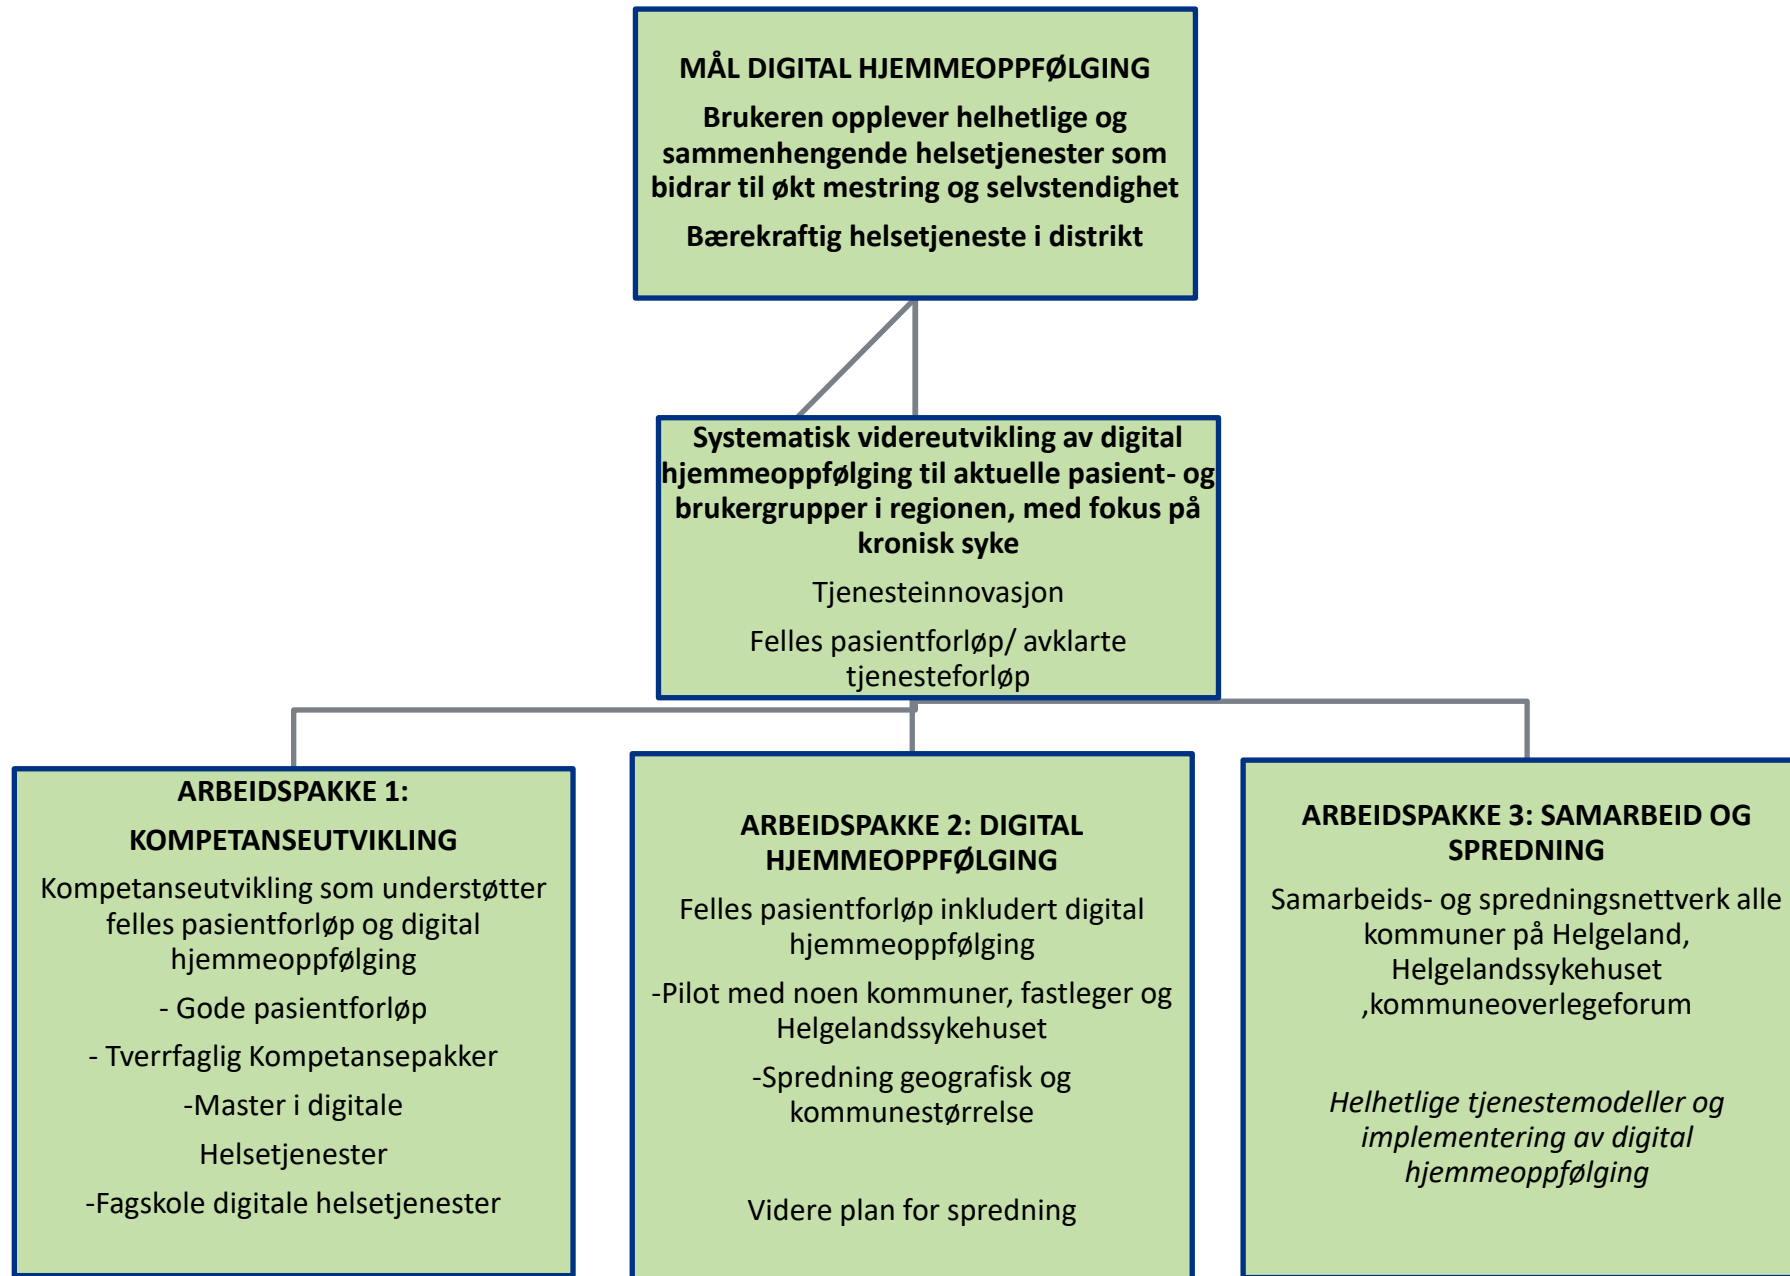 MÅL DIGITAL HJEMMEOPPFØLGING
Brukeren opplever helhetlige og
sammenhengende helsetjenester som
bidrar til økt mestring og selvstendighet
Bærekraftig helsetjeneste i distrikt
Systematisk videreutvikling av digital
hjemmeoppfølging til aktuelle pasient- og
brukergrupper i regionen, med fokus på
kronisk syke
Tjenesteinnovasjon
Felles pasientforløp/ avklarte
tjenesteforløp
ARBEIDSPAKKE 1:
KOMPETANSEUTVIKLING
Kompetanseutvikling som understøtter
felles pasientforløp og digital
hjemmeoppfølging
- Gode pasientforløp
- Tverrfaglig Kompetansepakker
-Master i digitale
Helsetjenester
-Fagskole digitale helsetjenester
ARBEIDSPAKKE 2: DIGITAL
HJEMMEOPPFØLGING
Felles pasientforløp inkludert digital
hjemmeoppfølging
-Pilot med noen kommuner, fastleger og
Helgelandssykehuset
-Spredning geografisk og
kommunestørrelse
Videre plan for spredning
ARBEIDSPAKKE 3: SAMARBEID OG
SPREDNING
Samarbeids- og spredningsnettverk alle
kommuner på Helgeland,
Helgelandssykehuset
,kommuneoverlegeforum
Helhetlige tjenestemodeller og
implementering av digital
hjemmeoppfølging